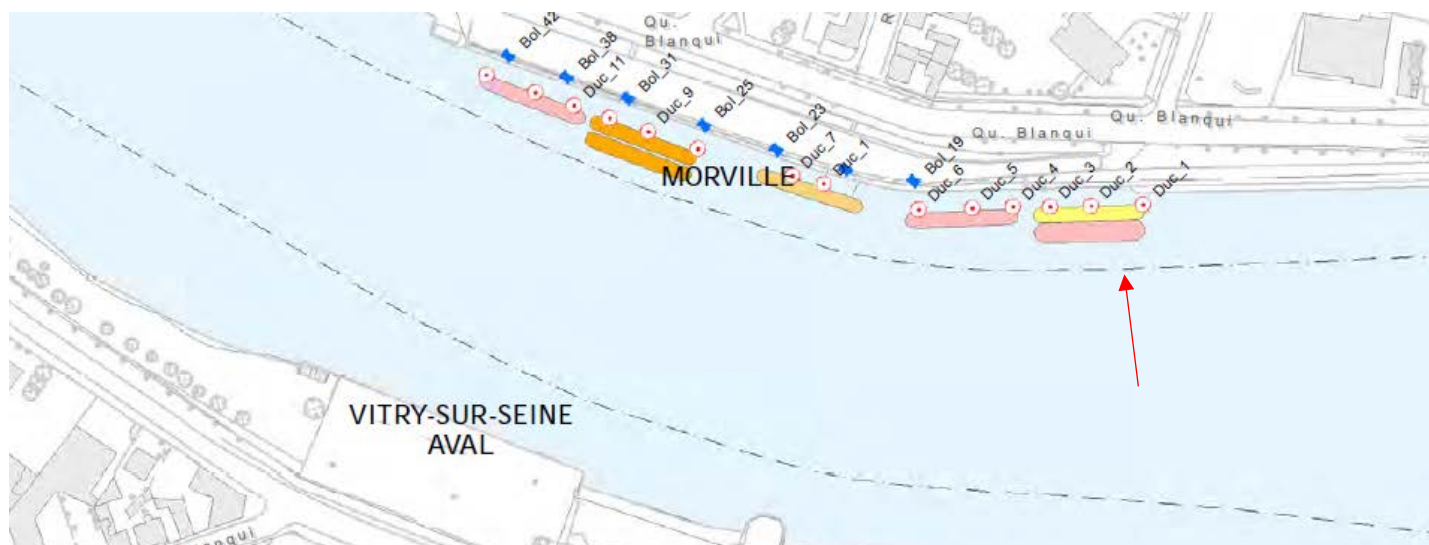 Qu.
Blanqui
R
Bol_42
Bol_38
Duc_11
Bol_31
Duc_9
Bol_25
Bol_23
Duc_7
Duc_1
Bol_19
Qu. Blanqui
Qu. Blanqui
Duc_6
Duc_5
Duc_4
Duc_3
Duc_2
Duc_1
MORVILLE
VITRY-SUR-SEINE
AVAL
anqui